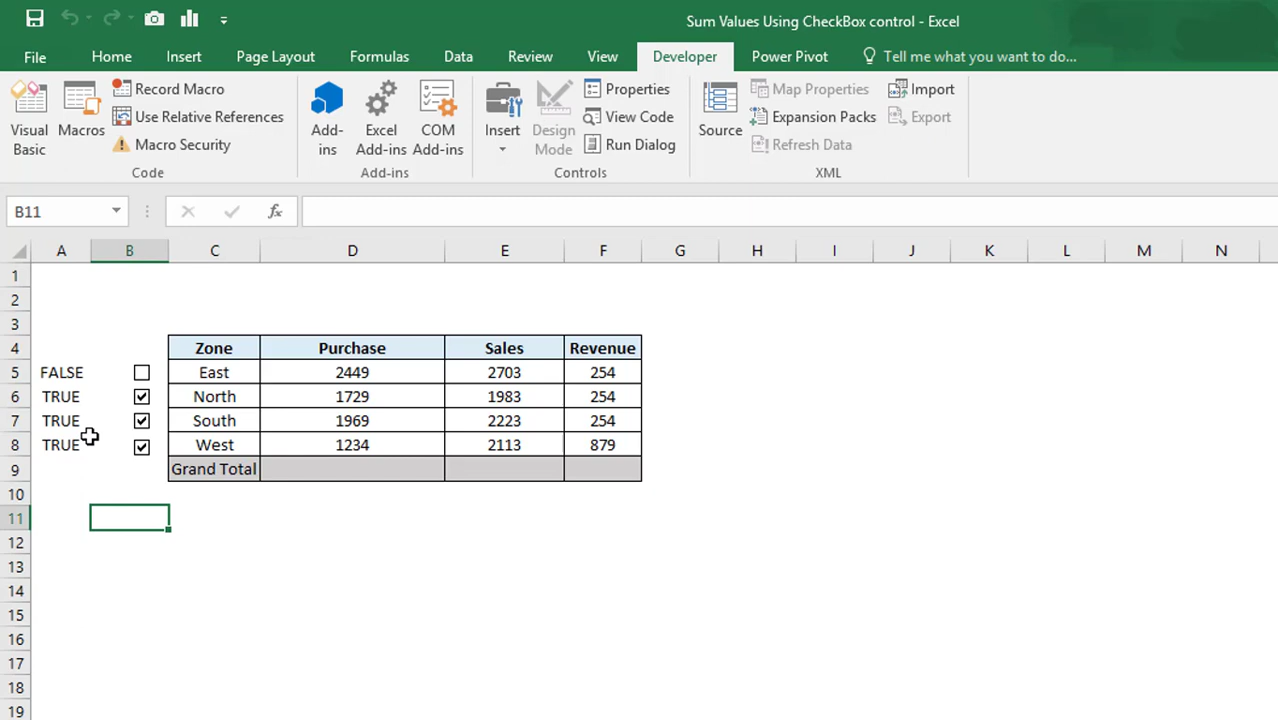 Sum Values Using CheckBox control - Excel
File Home Insert Page Layout Formulas Data Review View Developer Power Pivot Tell me what you want to do...
Visual Basic
Macros
Record Macro
Use Relative References
Macro Security
Code
Add-ins
Excel Add-ins
COM Add-ins
Add-ins
Insert
Design Mode
Properties
View Code
Run Dialog
Controls
Source
Map Properties
Expansion Packs
Refresh Data
Import
Export
XML
B11 fx
A B C D E F G H I J K L M N
1
2
3
4 Zone Purchase Sales Revenue
5 FALSE East 2449 2703 254
6 TRUE North 1729 1983 254
7 TRUE South 1969 2223 254
8 TRUE West 1234 2113 879
9 Grand Total
10
11
12
13
14
15
16
17
18
19